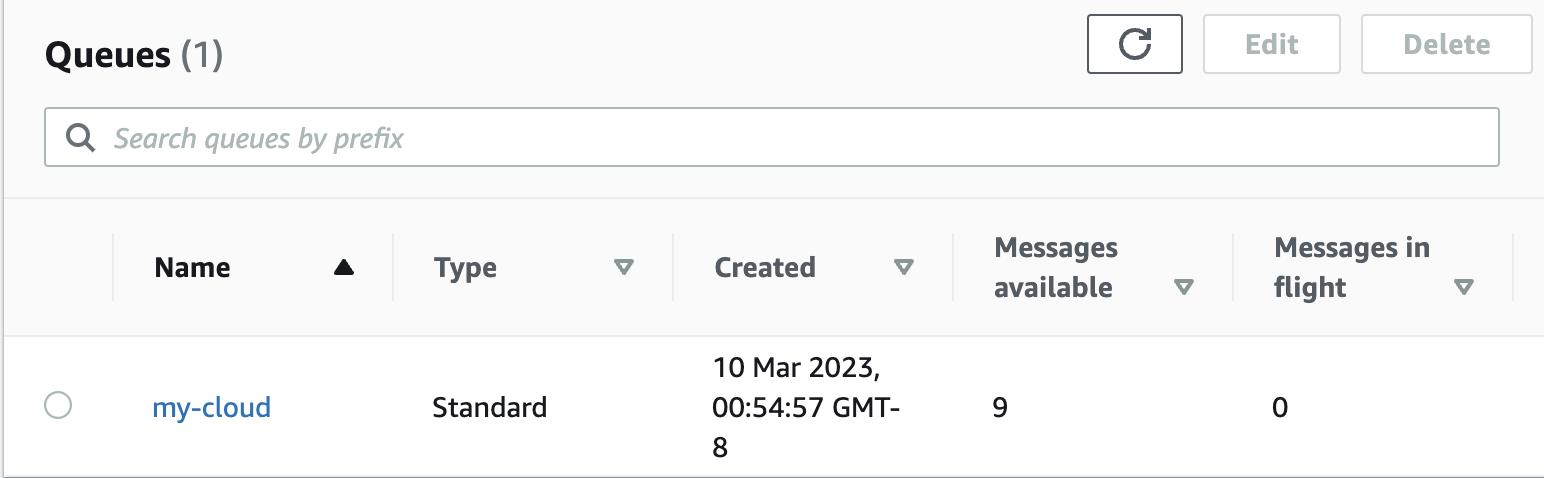 Queues (1)
Edit
Delete
Search queues by prefix
Name
Type
Created
Messages
available
Messages in
flight
my-cloud
Standard
10 Mar 2023,
00:54:57 GMT-
8
9
0